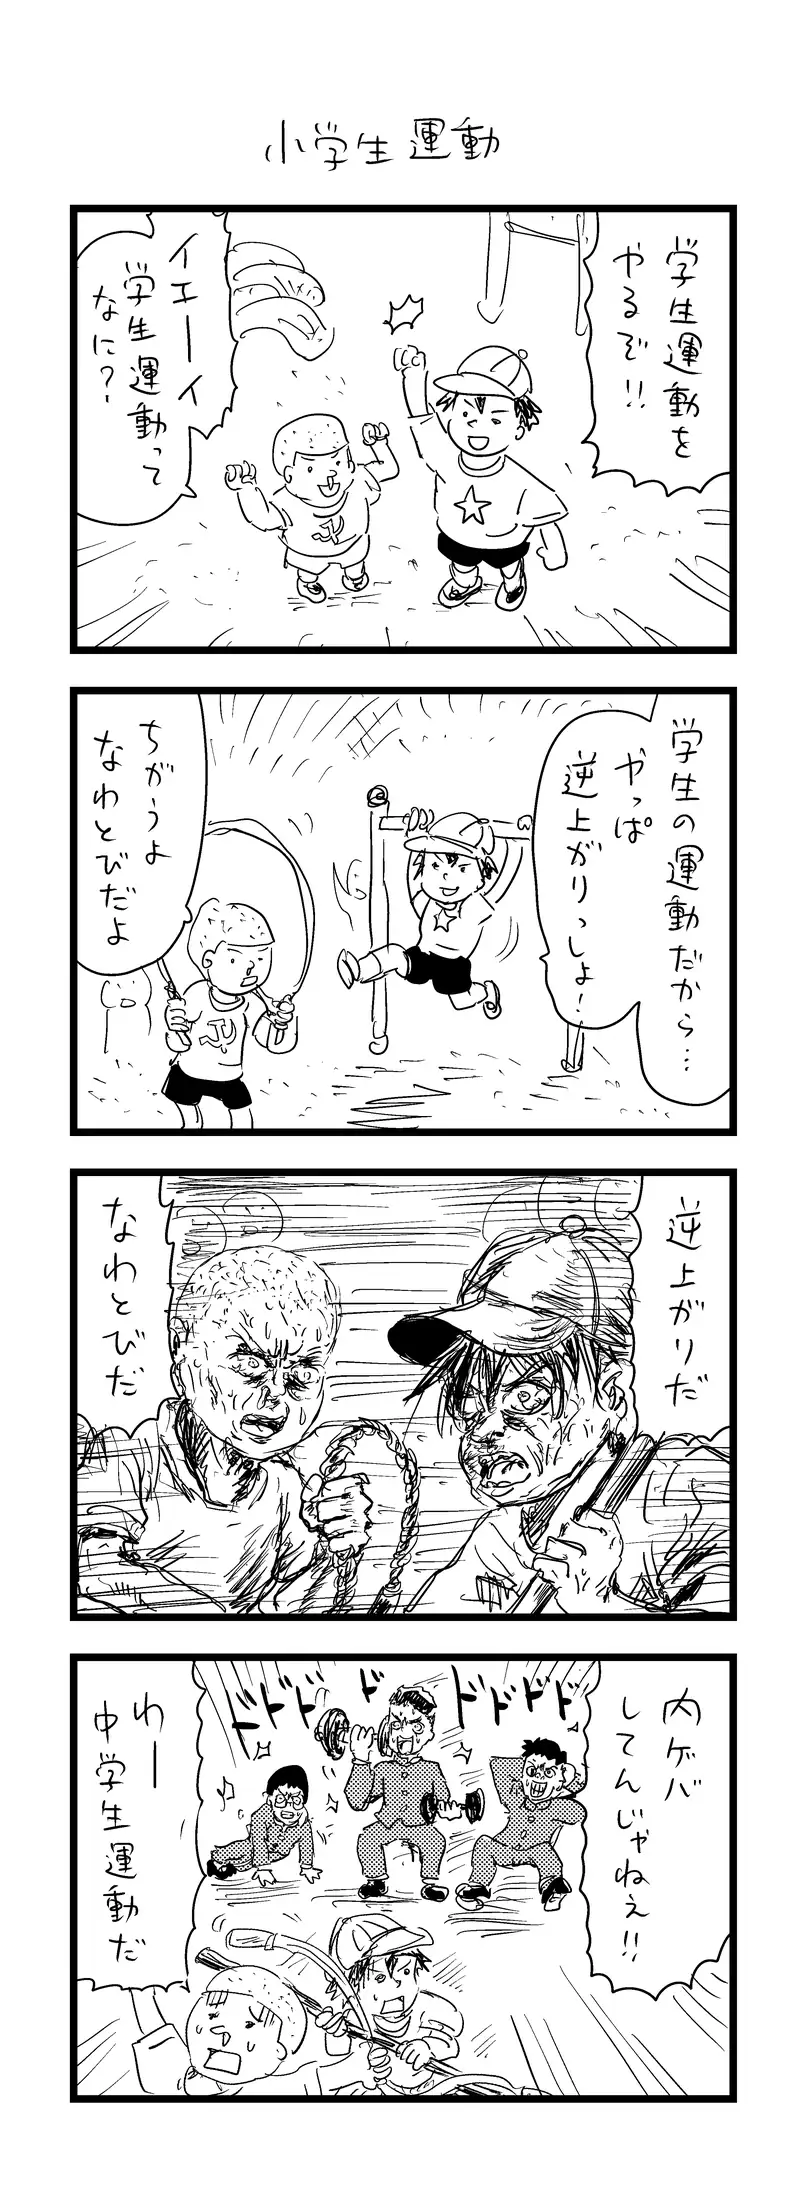 小学生運動
学生運動を
やるぞ!!
イエーイ
学生運動って
なに?
学生の運動だから…
やっぱ
逆上がりっしょ!
ちがうよ
なわとびだよ
逆上がりだ
なわとびだ
内ゲバ
してんじゃねえ!!
ドドドド
ド
ドドド
わー
中学生運動だ